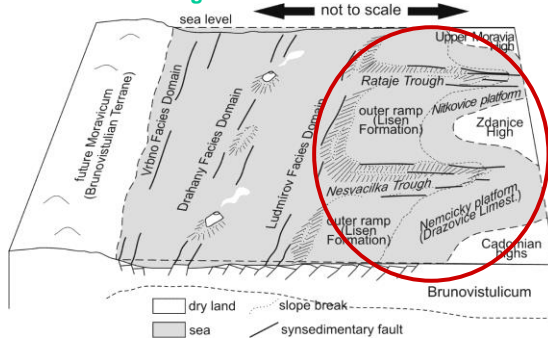 sea level
not to scale
future Moravicum
(Brunovistulian Terrane)
Vrbno Facies Domain
Drahany Facies Domain
Ludmirov Facies Domain
Upper Moravia
high
Rataje Trough
Nitkovice platform
outer ramp
(Lisen
Formation)
Zdanice
High
Nesvacilka Trough
outer ramp
(Lisen
Formation)
Nemcicky platform
(Drazovice Limest.)
Cadomian
highs
Brunovistulicum
dry land
slope break
sea
synsedimentary fault